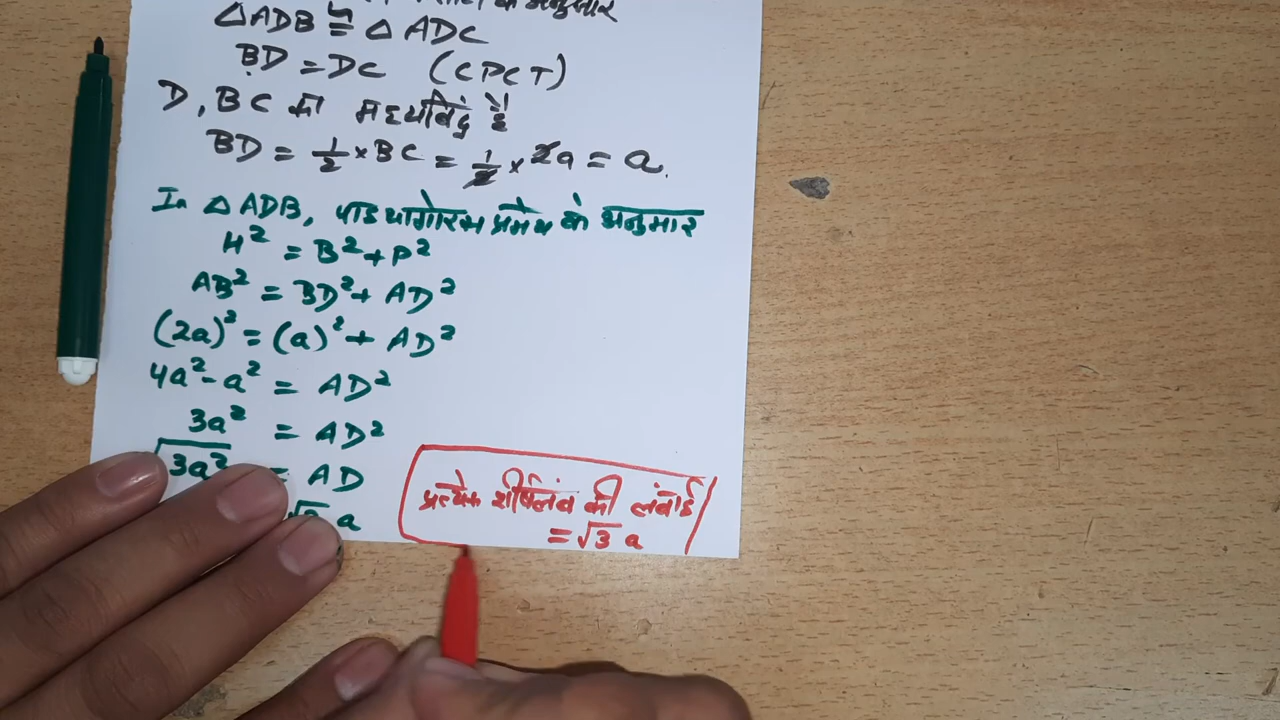 के अनुसार
△ADB ≅ △ADC
BD = DC (CPCT)
D, BC का मध्यबिंदु है
BD = 1/2 × BC = 1/2 × 2a = a.
In △ADB, पाइथागोरस प्रमेय के अनुसार
H² = B² + P²
AB² = BD² + AD²
(2a)² = (a)² + AD²
4a² - a² = AD²
3a² = AD²
√3a² = AD
a
प्रत्येक शीर्षलंब की लंबाई
= √3 a